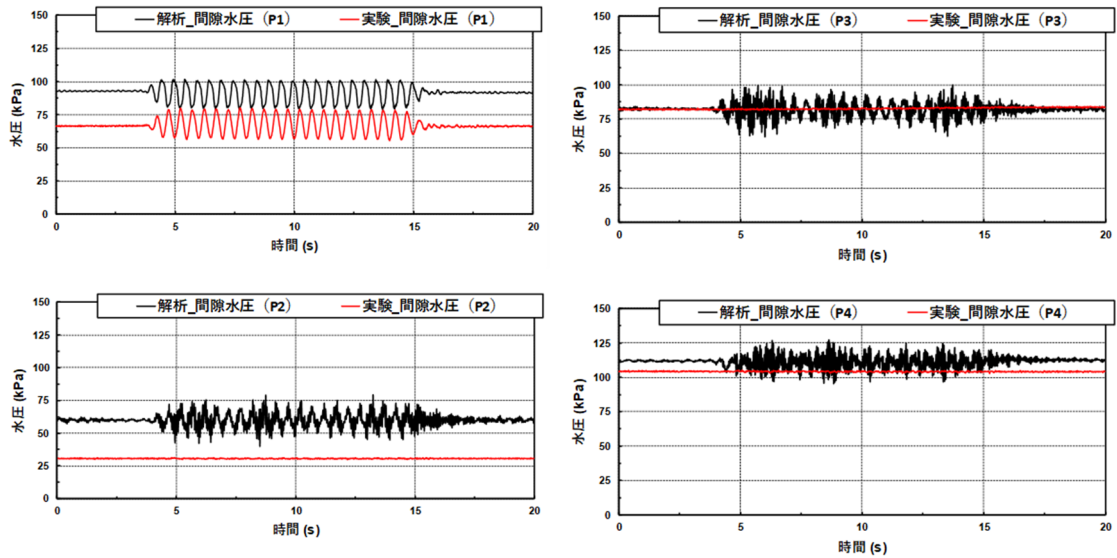 解析_間隙水圧（P1） 実験_間隙水圧（P1）
150
125
100
75
50
25
0
水圧 (kPa)
0 5 10 15 20
時間 (s)
解析_間隙水圧（P3） 実験_間隙水圧（P3）
150
125
100
75
50
25
0
水圧 (kPa)
0 5 10 15 20
時間 (s)
解析_間隙水圧（P2） 実験_間隙水圧（P2）
150
125
100
75
50
25
0
水圧 (kPa)
0 5 10 15 20
時間 (s)
解析_間隙水圧（P4） 実験_間隙水圧（P4）
150
125
100
75
50
25
0
水圧 (kPa)
0 5 10 15 20
時間 (s)